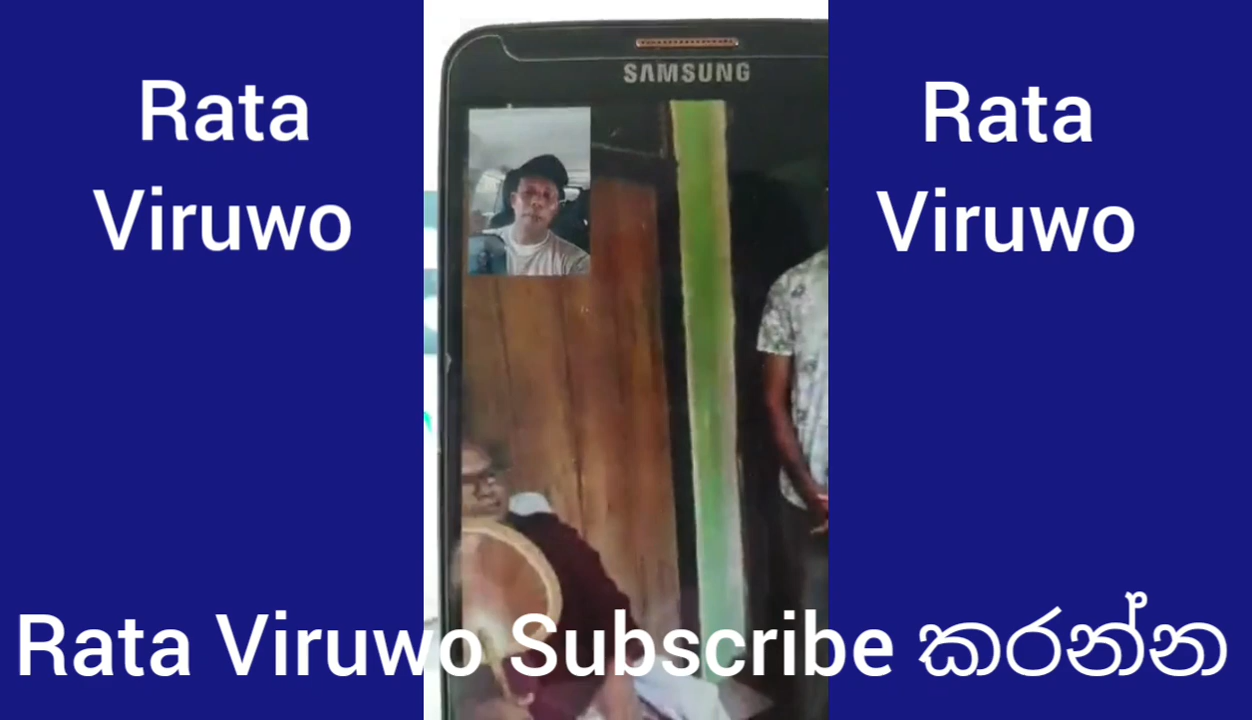 Rata
Viruwo
SAMSUNG
Rata
Viruwo
Rata Viruwo Subscribe කරන්න